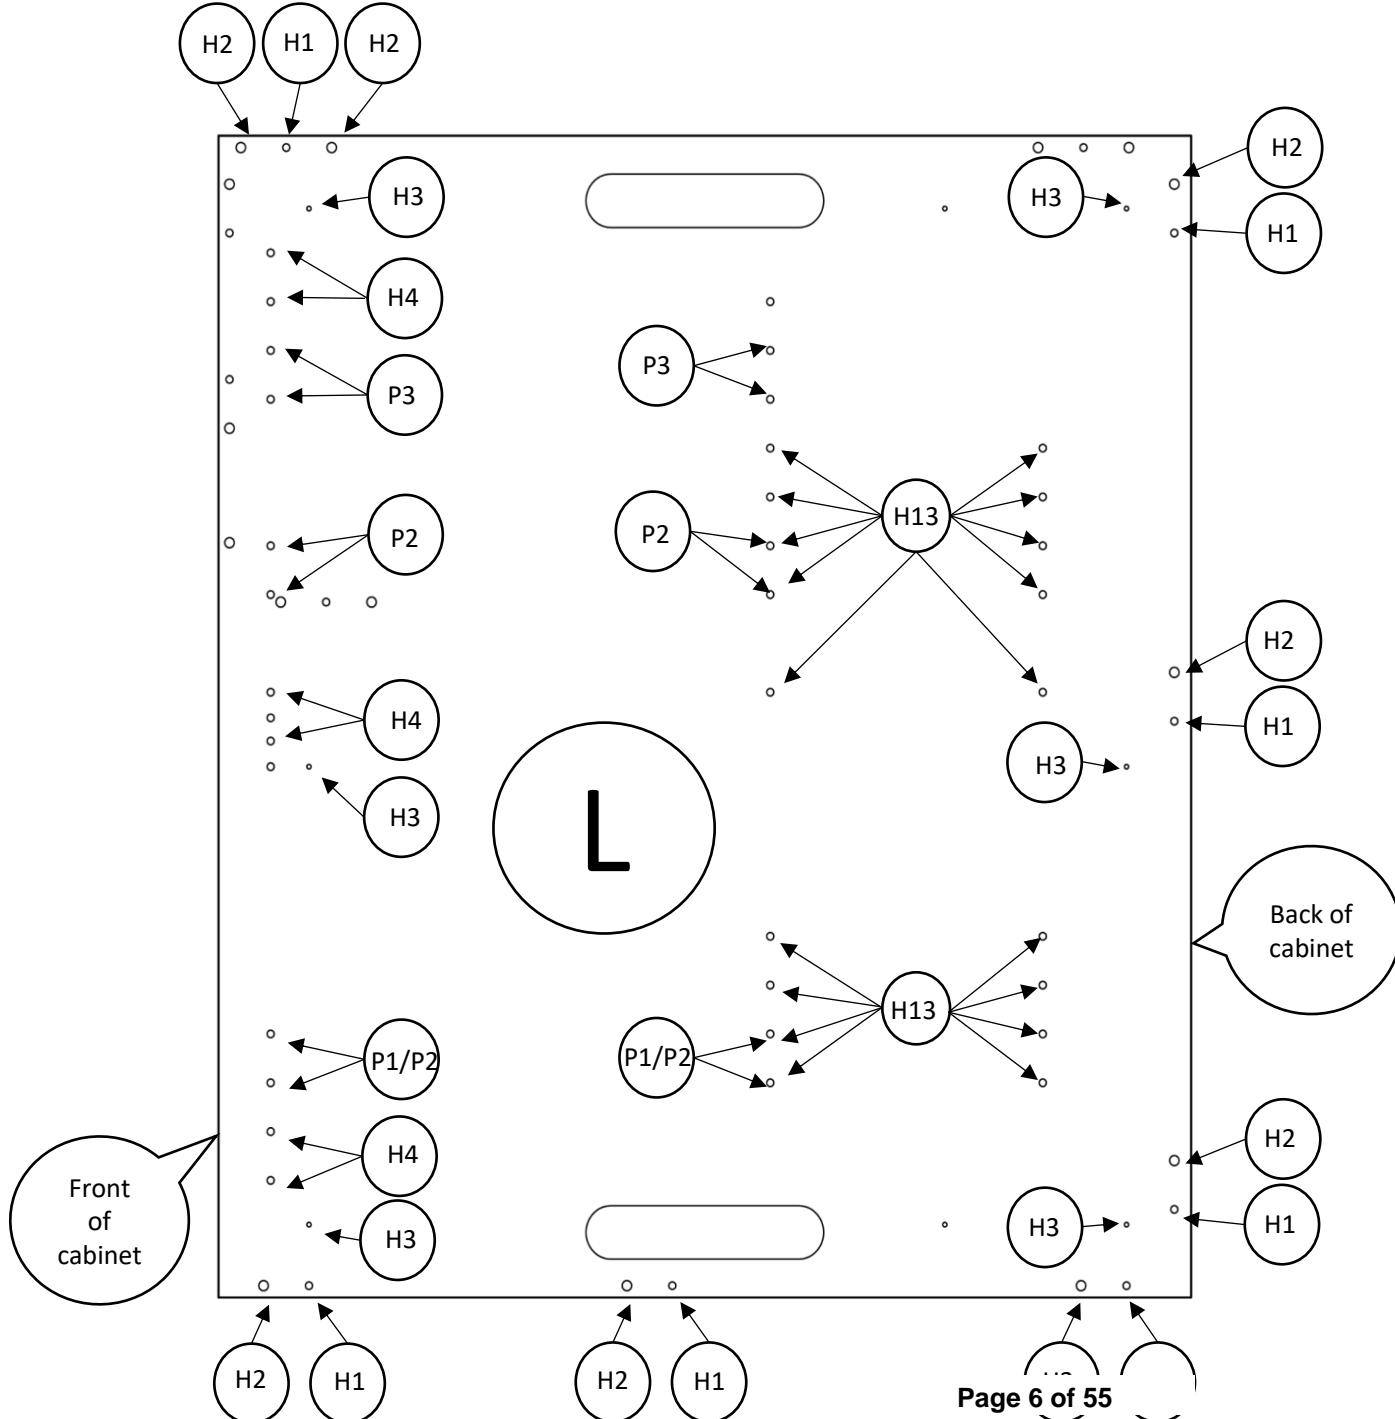 H2 H1 H2
H2
H3
H3
H1
H4
P3
P3
H13
P2
P2
H2
H4
H1
H3
H3
L
Back of
cabinet
H13
P1/P2
P1/P2
H2
H4
Front
of
cabinet
H3
H1
H3
H2 H1 H2 H1
Page 6 of 55